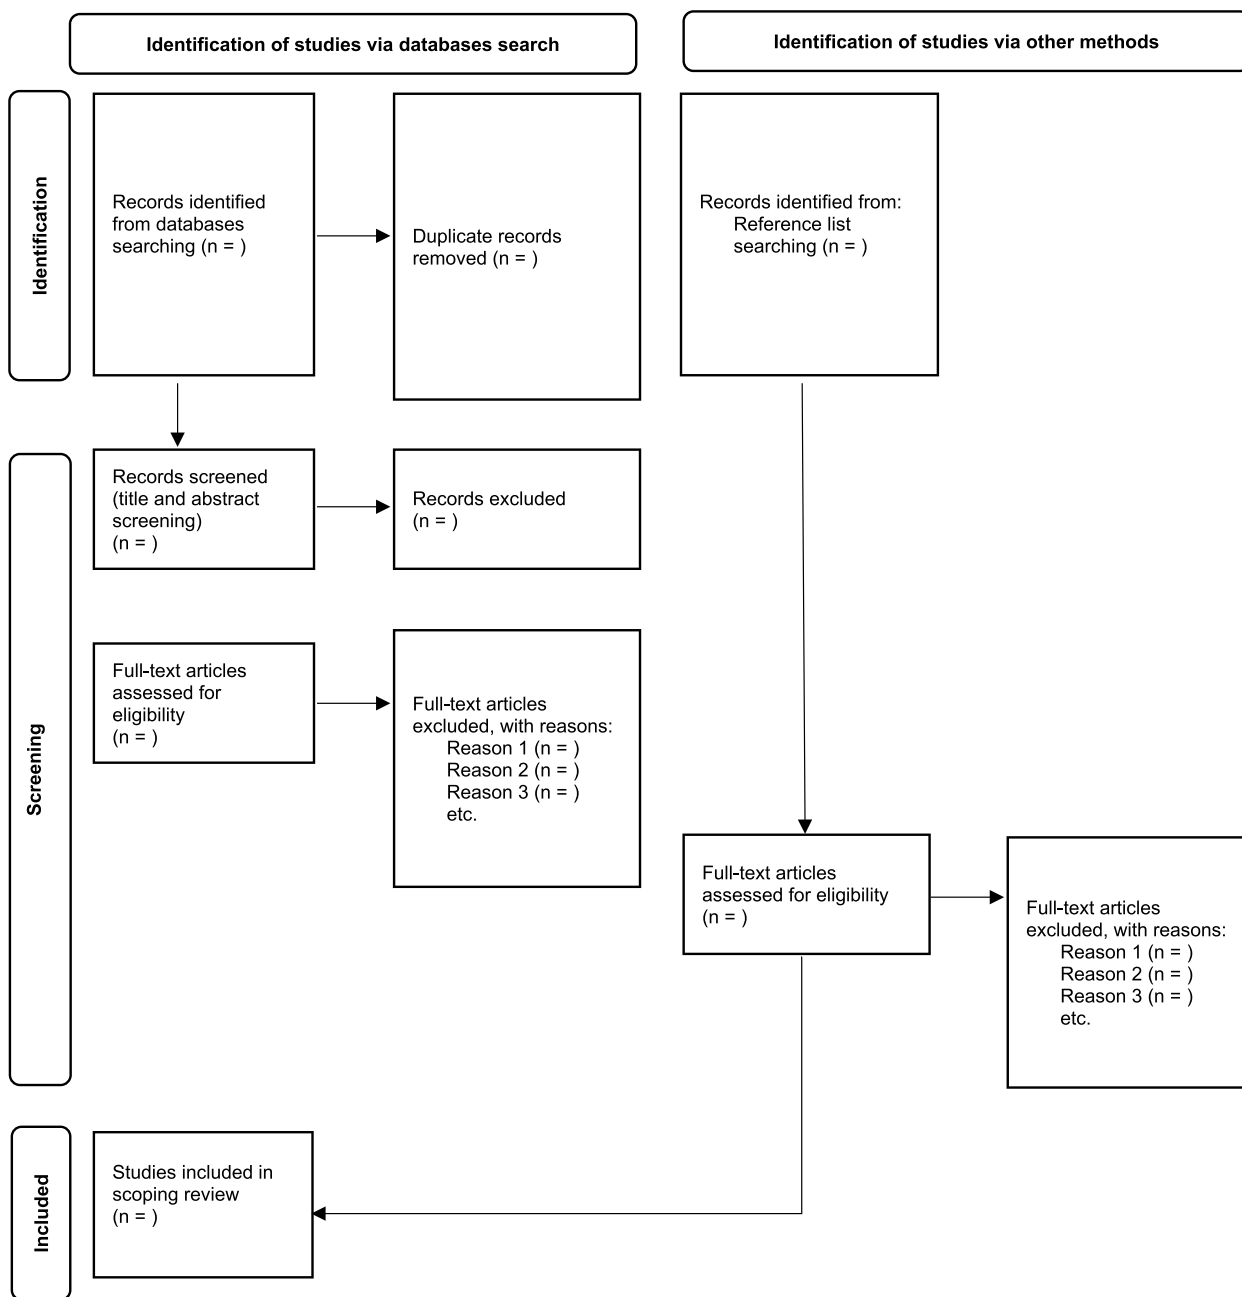 Identification of studies via databases search
Identification of studies via other methods
Identification
Records identified
from databases
searching (n = )
Duplicate records
removed (n = )
Records identified from:
Reference list
searching (n = )
Screening
Records screened
(title and abstract
screening)
(n = )
Records excluded
(n = )
Full-text articles
assessed for
eligibility
(n = )
Full-text articles
excluded, with reasons:
Reason 1 (n = )
Reason 2 (n = )
Reason 3 (n = )
etc.
Full-text articles
assessed for eligibility
(n = )
Full-text articles
excluded, with reasons:
Reason 1 (n = )
Reason 2 (n = )
Reason 3 (n = )
etc.
Included
Studies included in
scoping review
(n = )